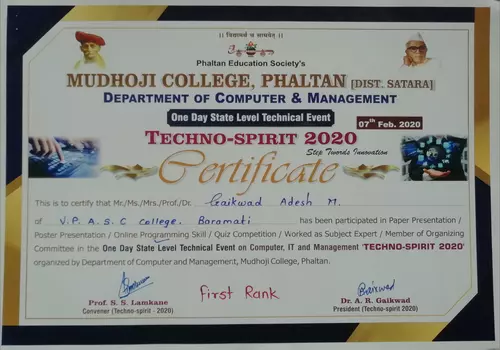 ।। विद्यार्थ्यं न सत्यम् ।।
Phaltan Education Society's
MUDHOJI COLLEGE, PHALTAN [DIST. SATARA]
DEPARTMENT OF COMPUTER & MANAGEMENT
One Day State Level Technical Event
07th Feb. 2020
TECHNO-SPIRIT 2020
Step Twords Innovation
Certificate
This is to certify that Mr./Ms./Mrs./Prof./Dr. Gaikwad Adesh M.
of V.P.A.S.C College. Baramati has been participated in Paper Presentation /
Poster Presentation / Online Programming Skill / Quiz Competition / Worked as Subject Expert / Member of Organizing
Committee in the One Day State Level Technical Event on Computer, IT and Management 'TECHNO-SPIRIT 2020'
organized by Department of Computer and Management, Mudhoji College, Phaltan.
First Rank
Gaikwad
Prof. S. S. Lamkane
Convener (Techno-spirit - 2020)
Dr. A. R. Gaikwad
President (Techno-spirit 2020)